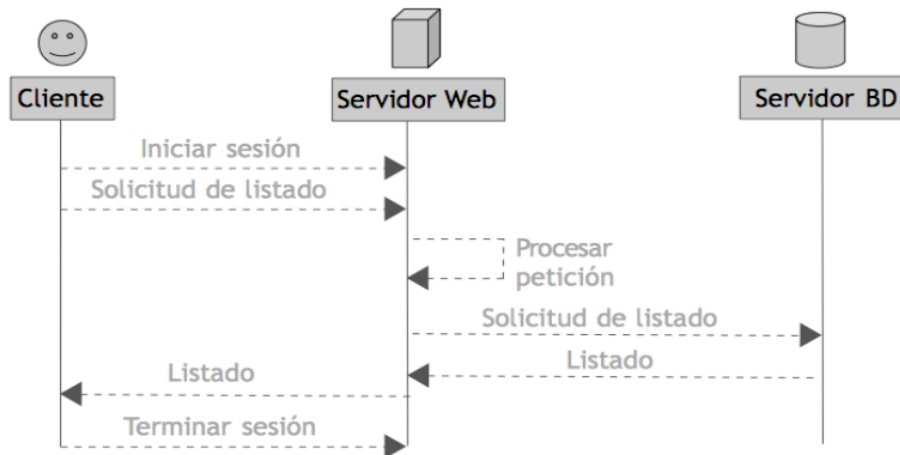 Cliente
Servidor Web
Servidor BD
Iniciar sesión
Solicitud de listado
Procesar
petición
Solicitud de listado
Listado
Listado
Terminar sesión